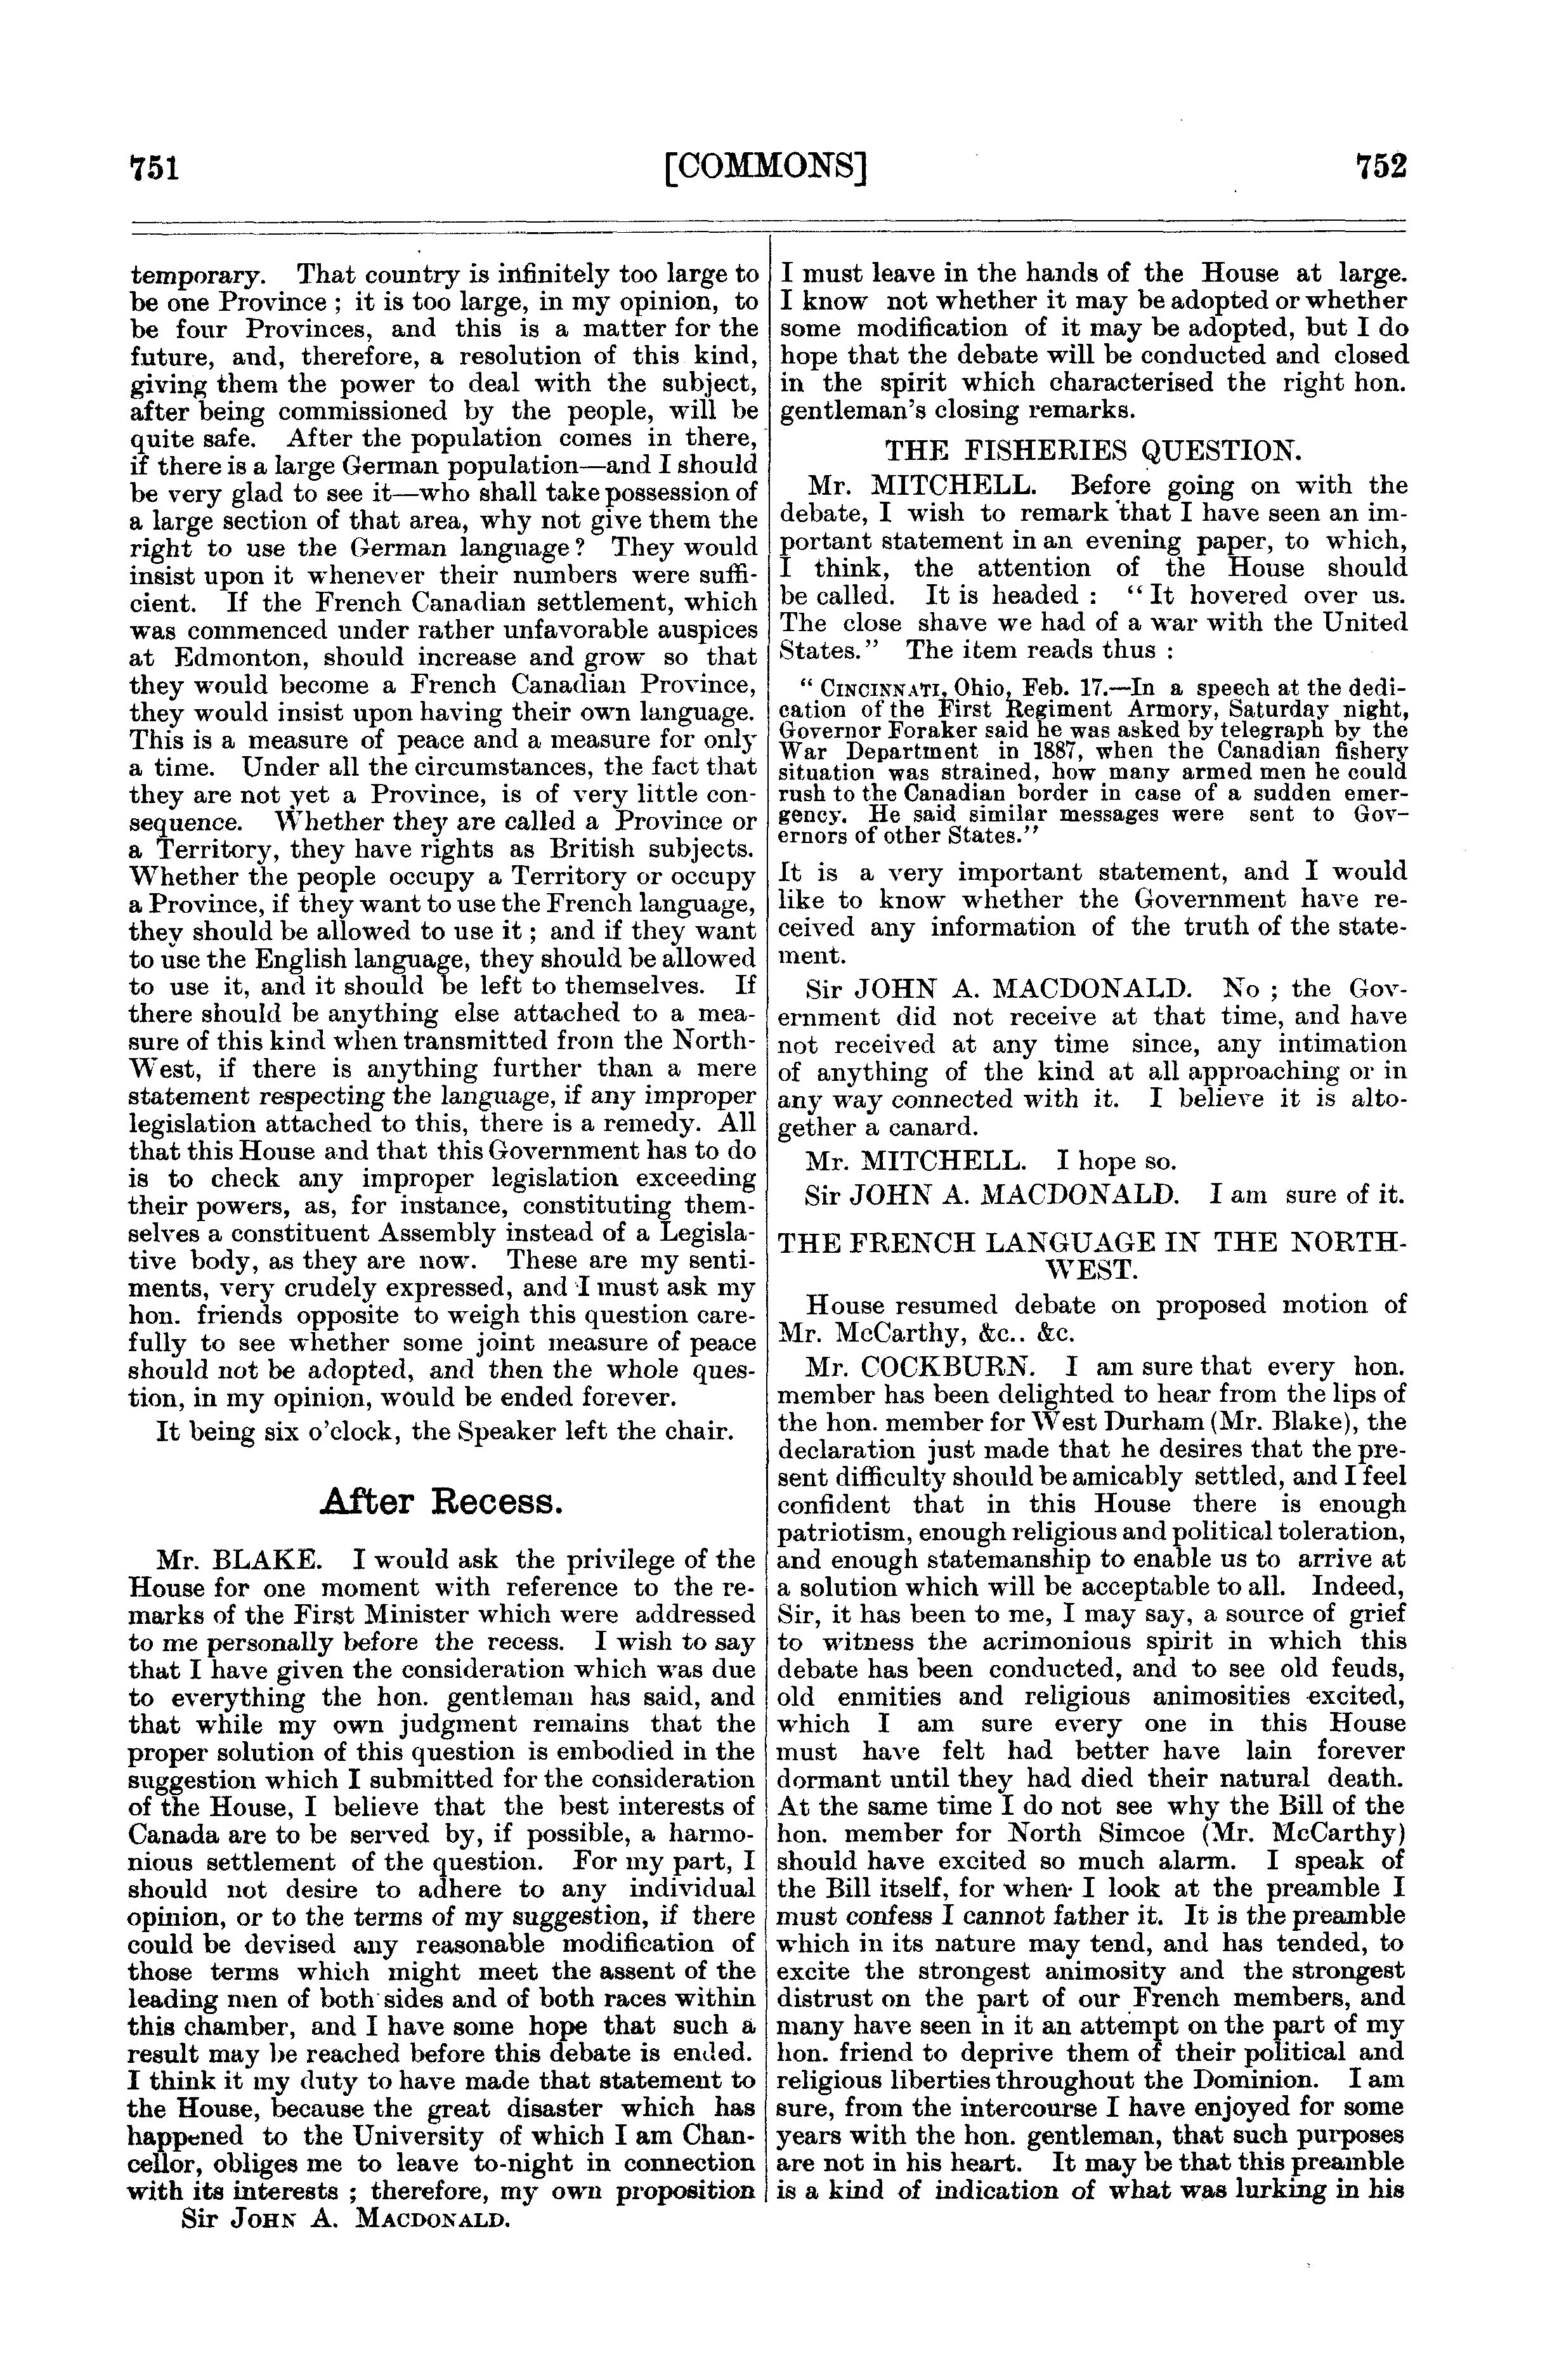 751
[COMMONS]
752
temporary. That country is infinitely too large to
be one Province ; it is too large, in my opinion, to
be four Provinces, and this is a matter for the
future, and, therefore, a resolution of this kind,
giving them the power to deal with the subject,
after being commissioned by the people, will be
quite safe. After the population comes in there,
if there is a large German population—and I should
be very glad to see it—who shall take possession of
a large section of that area, why not give them the
right to use the German language? They would
insist upon it whenever their numbers were suffi-
cient. If the French Canadian settlement, which
was commenced under rather unfavorable auspices
at Edmonton, should increase and grow so that
they would become a French Canadian Province,
they would insist upon having their own language.
This is a measure of peace and a measure for only
a time. Under all the circumstances, the fact that
they are not yet a Province, is of very little con-
sequence. Whether they are called a Province or
a Territory, they have rights as British subjects.
Whether the people occupy a Territory or occupy
a Province, if they want to use the French language,
they should be allowed to use it ; and if they want
to use the English language, they should be allowed
to use it, and it should be left to themselves. If
there should be anything else attached to a mea-
sure of this kind when transmitted from the North-
West, if there is anything further than a mere
statement respecting the language, if any improper
legislation attached to this, there is a remedy. All
that this House and that this Government has to do
is to check any improper legislation exceeding
their powers, as, for instance, constituting them-
selves a constituent Assembly instead of a Legisla-
tive body, as they are now. These are my senti-
ments, very crudely expressed, and I must ask my
hon. friends opposite to weigh this question care-
fully to see whether some joint measure of peace
should not be adopted, and then the whole ques-
tion, in my opinion, would be ended forever.
It being six o'clock, the Speaker left the chair.
After Recess.
Mr. BLAKE. I would ask the privilege of the
House for one moment with reference to the re-
marks of the First Minister which were addressed
to me personally before the recess. I wish to say
that I have given the consideration which was due
to everything the hon. gentleman has said, and
that while my own judgment remains that the
proper solution of this question is embodied in the
suggestion which I submitted for the consideration
of the House, I believe that the best interests of
Canada are to be served by, if possible, a harmo-
nious settlement of the question. For my part, I
should not desire to adhere to any individual
opinion, or to the terms of my suggestion, if there
could be devised any reasonable modification of
those terms which might meet the assent of the
leading men of both sides and of both races within
this chamber, and I have some hope that such a
result may be reached before this debate is ended.
I think it my duty to have made that statement to
the House, because the great disaster which has
happened to the University of which I am Chan-
cellor, obliges me to leave to-night in connection
with its interests ; therefore, my own proposition
Sir JOHN A. MACDONALD.
I must leave in the hands of the House at large.
I know not whether it may be adopted or whether
some modification of it may be adopted, but I do
hope that the debate will be conducted and closed
in the spirit which characterised the right hon.
gentleman's closing remarks.
THE FISHERIES QUESTION.
Mr. MITCHELL. Before going on with the
debate, I wish to remark that I have seen an im-
portant statement in an evening paper, to which,
I think, the attention of the House should
be called. It is headed : "It hovered over us.
The close shave we had of a war with the United
States." The item reads thus :
"CINCINNATI, Ohio, Feb. 17.—In a speech at the dedi-
cation of the First Regiment Armory, Saturday night,
Governor Foraker said he was asked by telegraph by the
War Department in 1887, when the Canadian fishery
situation was strained, how many armed men he could
rush to the Canadian border in case of a sudden emer-
gency. He said similar messages were sent to Gov-
ernors of other States."
It is a very important statement, and I would
like to know whether the Government have re-
ceived any information of the truth of the state-
ment.
Sir JOHN A. MACDONALD. No ; the Gov-
ernment did not receive at that time, and have
not received at any time since, any intimation
of anything of the kind at all approaching or in
any way connected with it. I believe it is alto-
gether a canard.
Mr. MITCHELL. I hope so.
Sir JOHN A. MACDONALD. I am sure of it.
THE FRENCH LANGUAGE IN THE NORTH-
WEST.
House resumed debate on proposed motion of
Mr. McCarthy, &c.. &c.
Mr. COCKBURN. I am sure that every hon.
member has been delighted to hear from the lips of
the hon. member for West Durham (Mr. Blake), the
declaration just made that he desires that the pre-
sent difficulty should be amicably settled, and I feel
confident that in this House there is enough
patriotism, enough religious and political toleration,
and enough statemanship to enable us to arrive at
a solution which will be acceptable to all. Indeed,
Sir, it has been to me, I may say, a source of grief
to witness the acrimonious spirit in which this
debate has been conducted, and to see old feuds,
old enmities and religious animosities excited,
which I am sure every one in this House
must have felt had better have lain forever
dormant until they had died their natural death.
At the same time I do not see why the Bill of the
hon. member for North Simcoe (Mr. McCarthy)
should have excited so much alarm. I speak of
the Bill itself, for when I look at the preamble I
must confess I cannot father it. It is the preamble
which in its nature may tend, and has tended, to
excite the strongest animosity and the strongest
distrust on the part of our French members, and
many have seen in it an attempt on the part of my
hon. friend to deprive them of their political and
religious liberties throughout the Dominion. I am
sure, from the intercourse I have enjoyed for some
years with the hon. gentleman, that such purposes
are not in his heart. It may be that this preamble
is a kind of indication of what was lurking in his